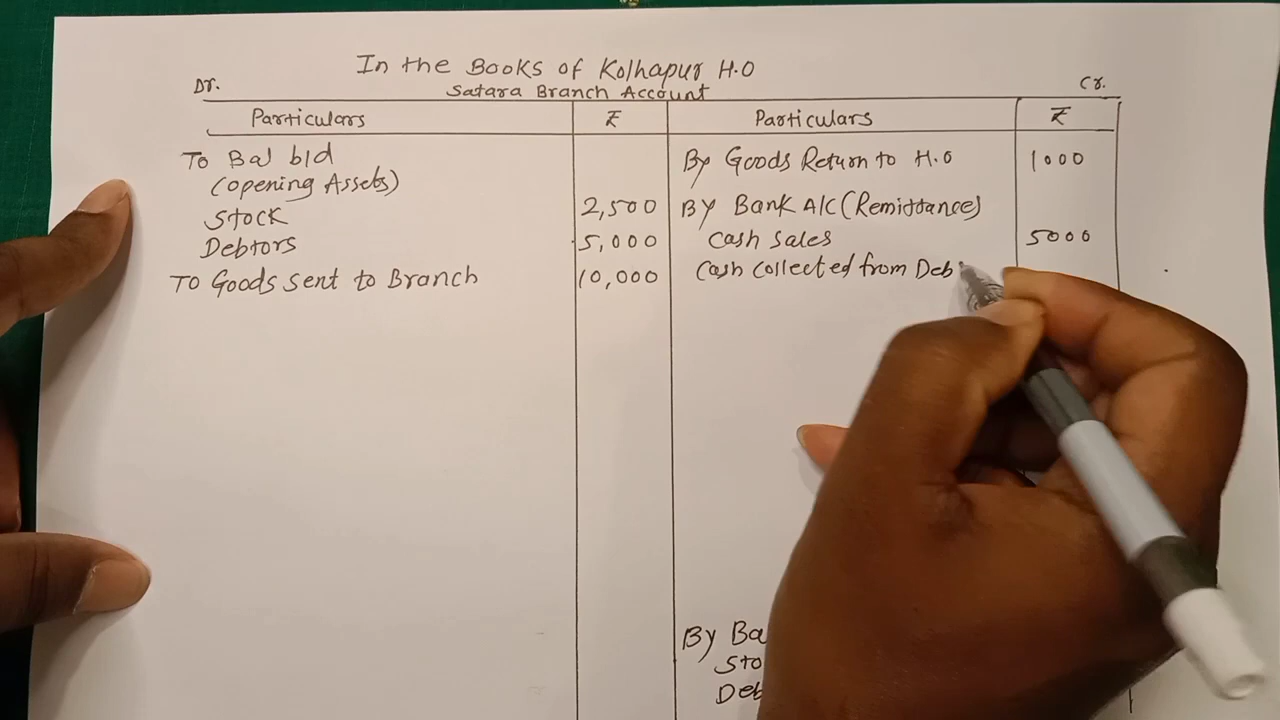 In the Books of Kolhapur H.O
Dr. Satara Branch Account Cr.
Particulars ₹ Particulars ₹
To Bal b/d By Goods Return to H.O 1000
(opening Assets)
Stock 2,500 By Bank A/C (Remittance)
Debtors 5,000 Cash Sales 5000
To Goods sent to Branch 10,000 Cash Collected from Deb
By Ba
Sto
Deb